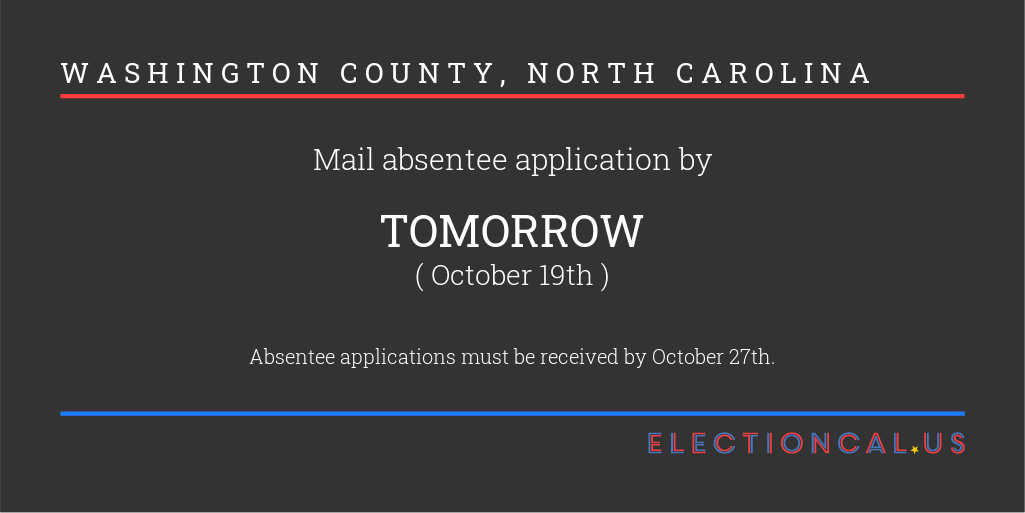 WASHINGTON COUNTY, NORTH CAROLINA
Mail absentee application by
TOMORROW
( October 19th )
Absentee applications must be received by October 27th.
ELECTIONCAL.US